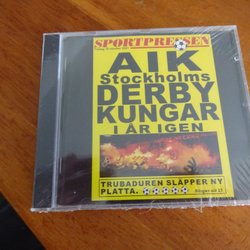 SPORTPRESSEN
AIK
Stockholms
DERBY
KUNGAR
I ÅR IGEN
TRUBADUREN SLÄPPER NY
PLATTA.